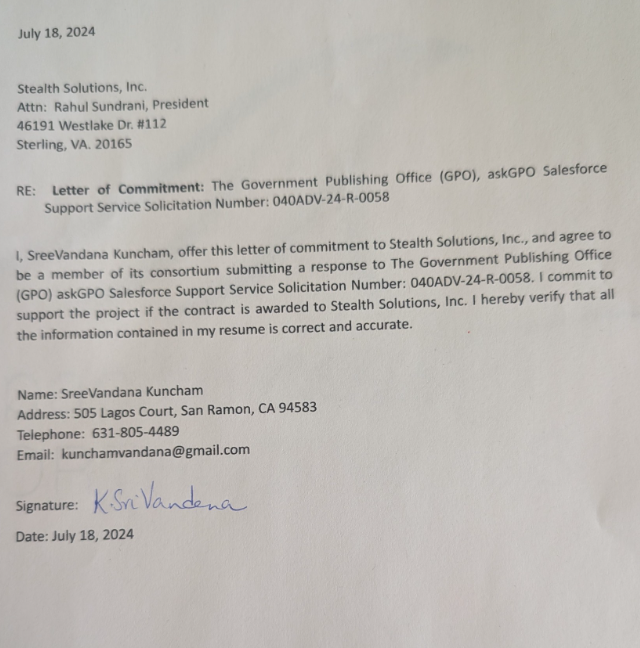 July 18, 2024
Stealth Solutions, Inc.
Attn: Rahul Sundrani, President
46191 Westlake Dr. #112
Sterling, VA. 20165
RE: Letter of Commitment: The Government Publishing Office (GPO), askGPO Salesforce
Support Service Solicitation Number: 040ADV-24-R-0058
I, SreeVandana Kuncham, offer this letter of commitment to Stealth Solutions, Inc., and agree to
be a member of its consortium submitting a response to The Government Publishing Office
(GPO) askGPO Salesforce Support Service Solicitation Number: 040ADV-24-R-0058. I commit to
support the project if the contract is awarded to Stealth Solutions, Inc. I hereby verify that all
the information contained in my resume is correct and accurate.
Name: SreeVandana Kuncham
Address: 505 Lagos Court, San Ramon, CA 94583
Telephone: 631-805-4489
Email: kunchamvandana@gmail.com
Signature: K.Sri Vandana
Date: July 18, 2024